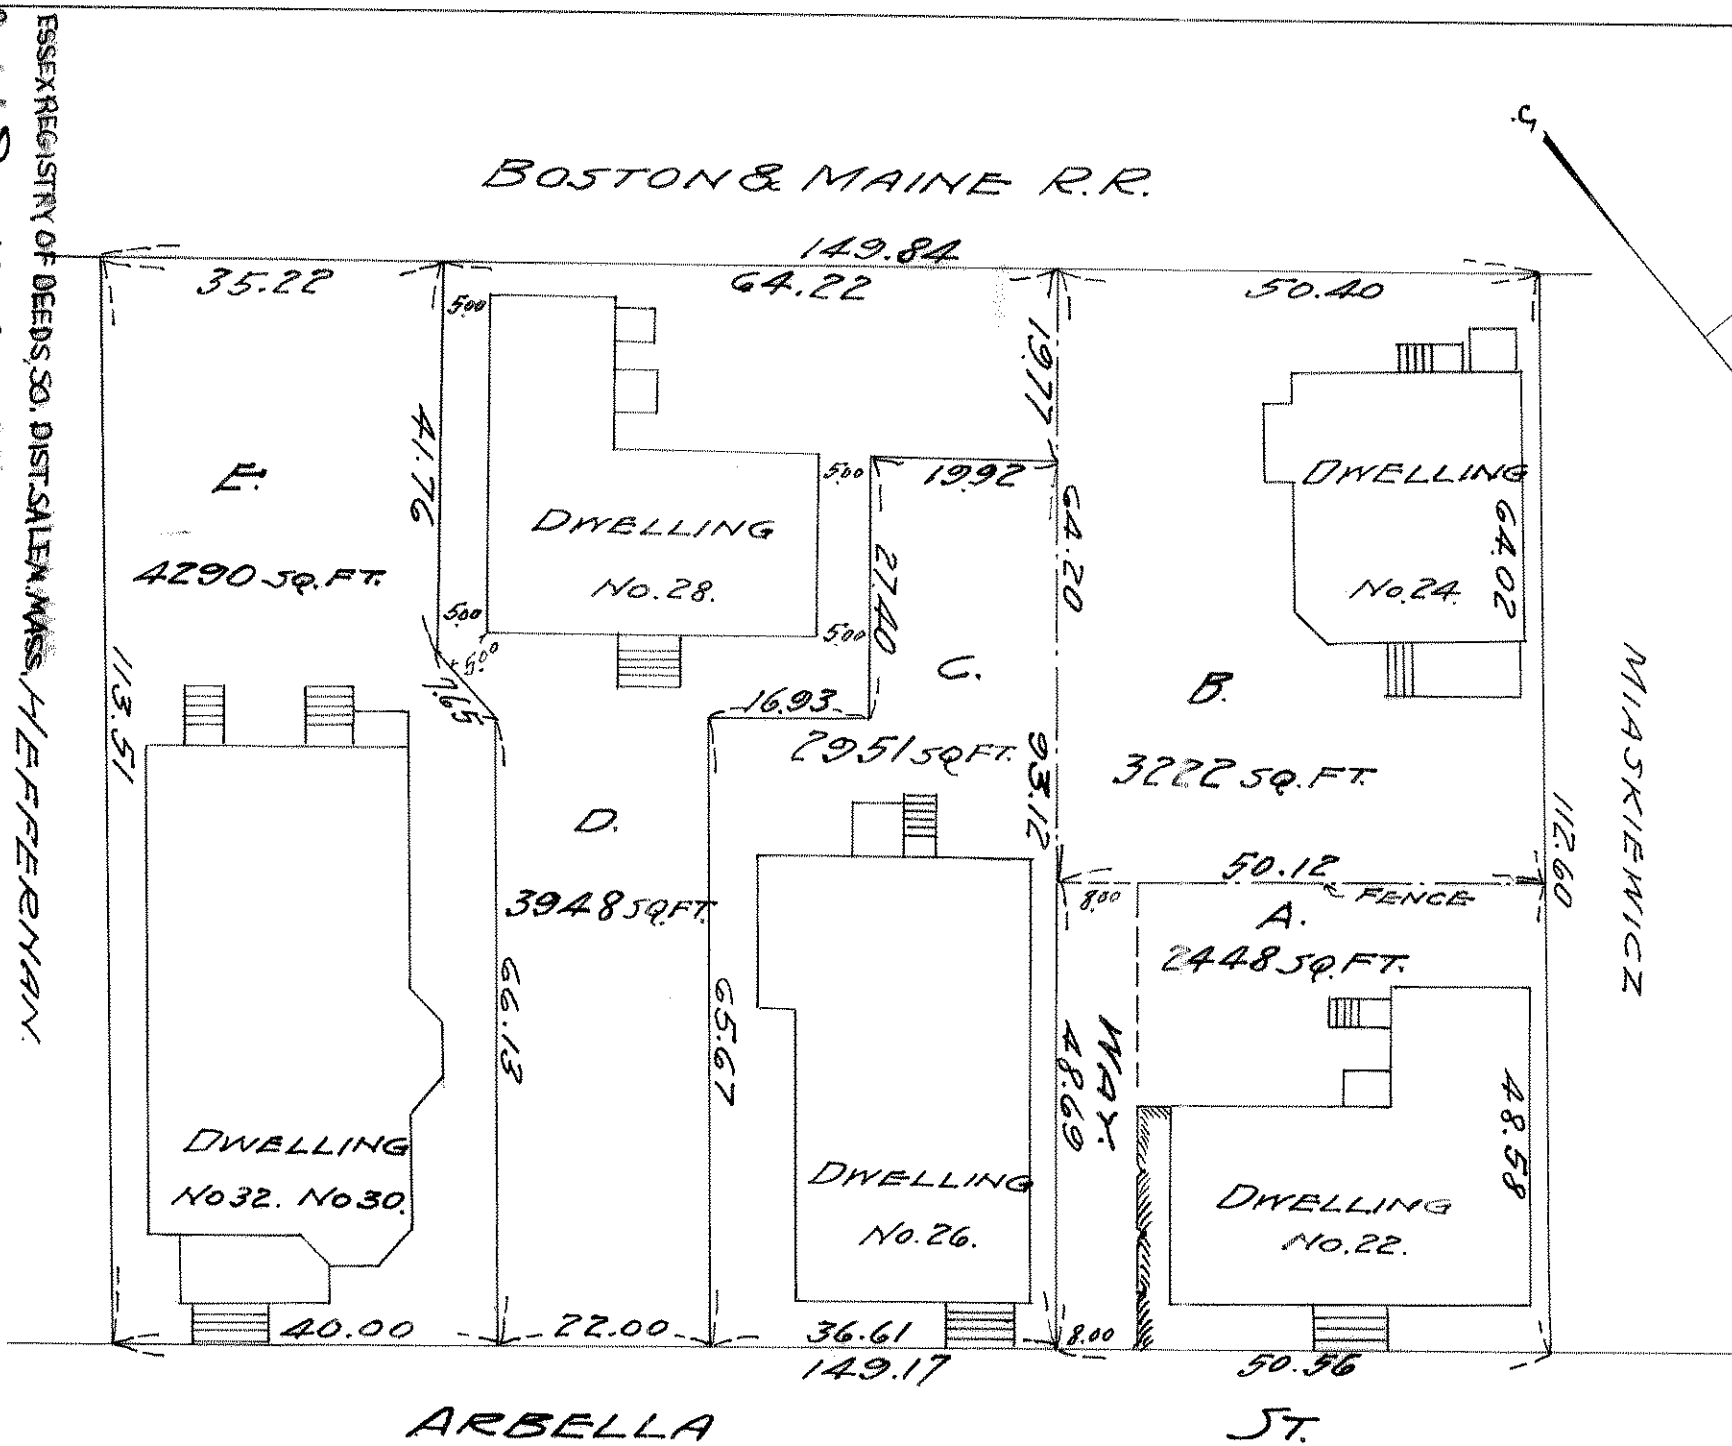 ESSEX REGISTRY OF DEEDS, SO. DIST. SALEM, MASS.
HEFFERNAN.
BOSTON & MAINE R.R.
149.84
35.22
64.22
50.40
5.00
19.77
41.76
E.
4290 SQ. FT.
DWELLING
No. 28.
5.00
19.92
27.40
5.00
5.00
5.00
7.65
16.93
C.
2951 SQ FT.
64.20
93.12
DWELLING
No. 24.
64.02
B.
3222 SQ. FT.
MIASKIEWICZ
112.60
113.51
D.
3948 SQ FT.
50.12
FENCE
8.00
A.
2448 SQ. FT.
66.13
65.67
WAY.
48.69
48.58
DWELLING
No 32. No 30.
DWELLING
No. 26.
DWELLING
No. 22.
40.00
22.00
36.61
8.00
149.17
50.56
ARBELLA ST.